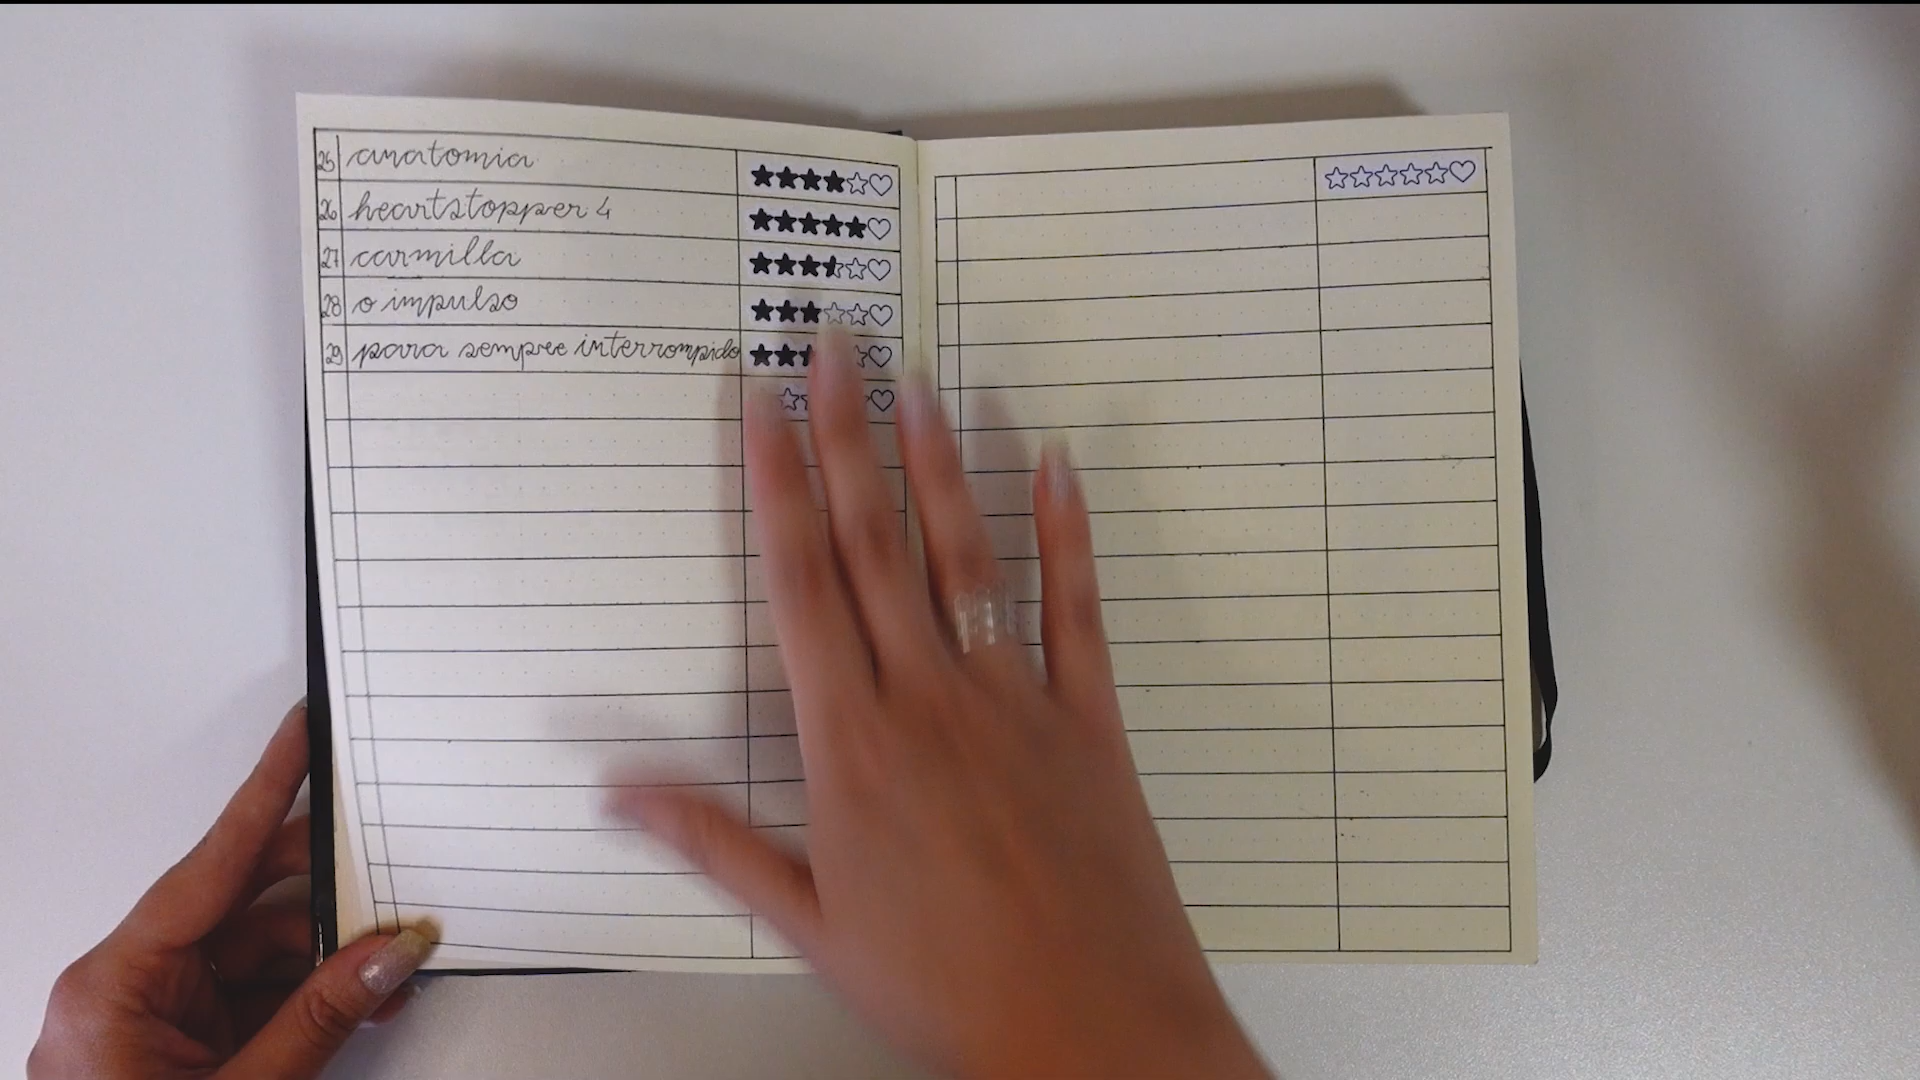 25 anatomia
26 heartstopper 4
27 carmilla
28 o impulso
29 para sempre interrompido